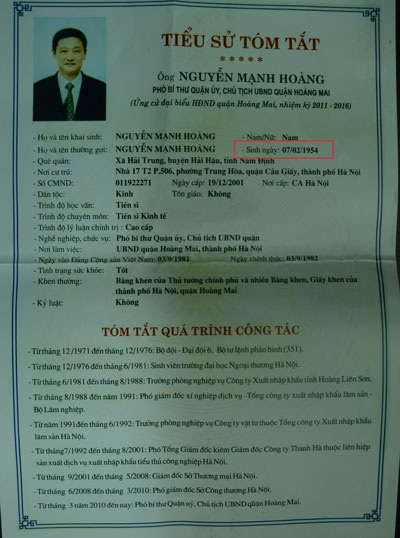 TIỂU SỬ TÓM TẮT
*****
Ông NGUYỄN MẠNH HOÀNG
PHÓ BÍ THƯ QUẬN ỦY, CHỦ TỊCH UBND QUẬN HOÀNG MAI
(Ứng cử đại biểu HĐND quận Hoàng Mai, nhiệm kỳ 2011 - 2016)
- Họ và tên khai sinh: NGUYỄN MẠNH HOÀNG - Nam/Nữ: Nam
- Họ và tên thường gọi: NGUYỄN MẠNH HOÀNG - Sinh ngày: 07/02/1954
- Quê quán: Xã Hải Trung, huyện Hải Hậu, tỉnh Nam Định
- Nơi cư trú: Nhà 17 T2 P.506, phường Trung Hòa, quận Cầu Giấy, thành phố Hà Nội
- Số CMND: 011922271 Ngày cấp: 19/12/2001 Nơi cấp: CA Hà Nội
- Dân tộc: Kinh Tôn giáo: Không
- Trình độ học vấn: Tiến sĩ
- Trình độ chuyên môn: Tiến sĩ Kinh tế
- Trình độ lý luận chính trị: Cao cấp
- Nghề nghiệp, chức vụ: Phó bí thư Quận ủy, Chủ tịch UBND quận
- Nơi làm việc: UBND quận Hoàng Mai, thành phố Hà Nội
- Ngày vào Đảng Cộng sản Việt Nam: 03/9/1981 Ngày chính thức: 03/9/1982
- Tình trạng sức khỏe: Tốt
- Khen thưởng: Bằng khen của Thủ tướng chính phủ và nhiều Bằng khen, Giấy khen của
thành phố Hà Nội, quận Hoàng Mai
- Kỷ luật: Không
TÓM TẮT QUÁ TRÌNH CÔNG TÁC
- Từ tháng 12/1971 đến tháng 12/1976: Bộ đội - Đại đội 6, Bộ tư lệnh pháo binh (351).
- Từ tháng 12/1976 đến tháng 6/1981: Sinh viên trường đại học Ngoại thương Hà Nội.
- Từ tháng 6/1981 đến tháng 8/1988: Trưởng phòng nghiệp vụ Công ty Xuất nhập khẩu tỉnh Hoàng Liên Sơn.
- Từ tháng 8/1988 đến năm 1991: Phó giám đốc xí nghiệp dịch vụ - Tổng công ty xuất nhập khẩu lâm sản -
Bộ Lâm nghiệp.
- Từ năm 1991 đến tháng 6/1992: Trưởng phòng nghiệp vụ Công ty vật tư thuộc Tổng công ty Xuất nhập khẩu
lâm sản Hà Nội.
- Từ tháng 7/1992 đến tháng 8/2001: Phó Tổng Giám đốc kiêm Giám đốc Công ty Thanh Hà thuộc liên hiệp
sản xuất dịch vụ xuất nhập khẩu tiểu thủ công nghiệp Hà Nội.
- Từ tháng 9/2001 đến tháng 5/2008: Giám đốc Sở Thương mại Hà Nội.
- Từ tháng 6/2008 đến tháng 3/2010: Phó giám đốc Sở Công thương Hà Nội.
- Từ tháng 3 năm 2010 đến nay: Phó bí thư Quận uỷ, Chủ tịch UBND quận Hoàng Mai.